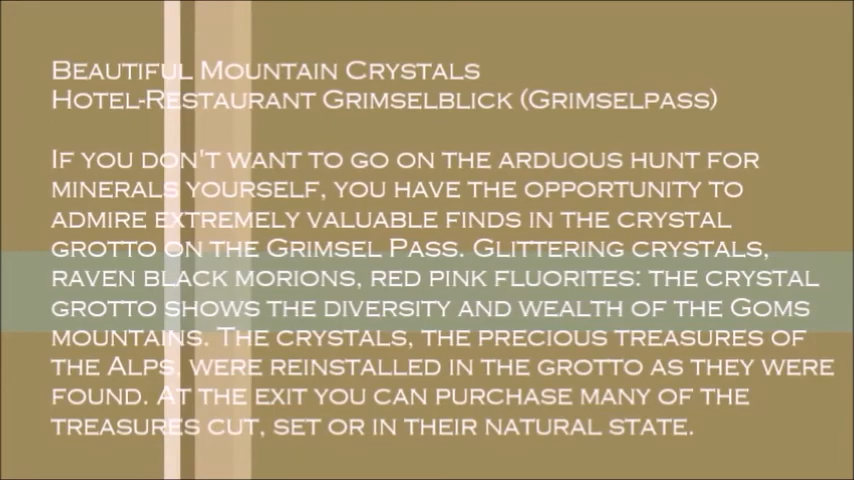 Beautiful Mountain Crystals
Hotel-Restaurant Grimselblick (Grimselpass)
If you don't want to go on the arduous hunt for
minerals yourself, you have the opportunity to
admire extremely valuable finds in the crystal
grotto on the Grimsel Pass. Glittering crystals,
raven black morions, red pink fluorites: the crystal
grotto shows the diversity and wealth of the Goms
mountains. The crystals, the precious treasures of
the Alps, were reinstalled in the grotto as they were
found. At the exit you can purchase many of the
treasures cut, set or in their natural state.